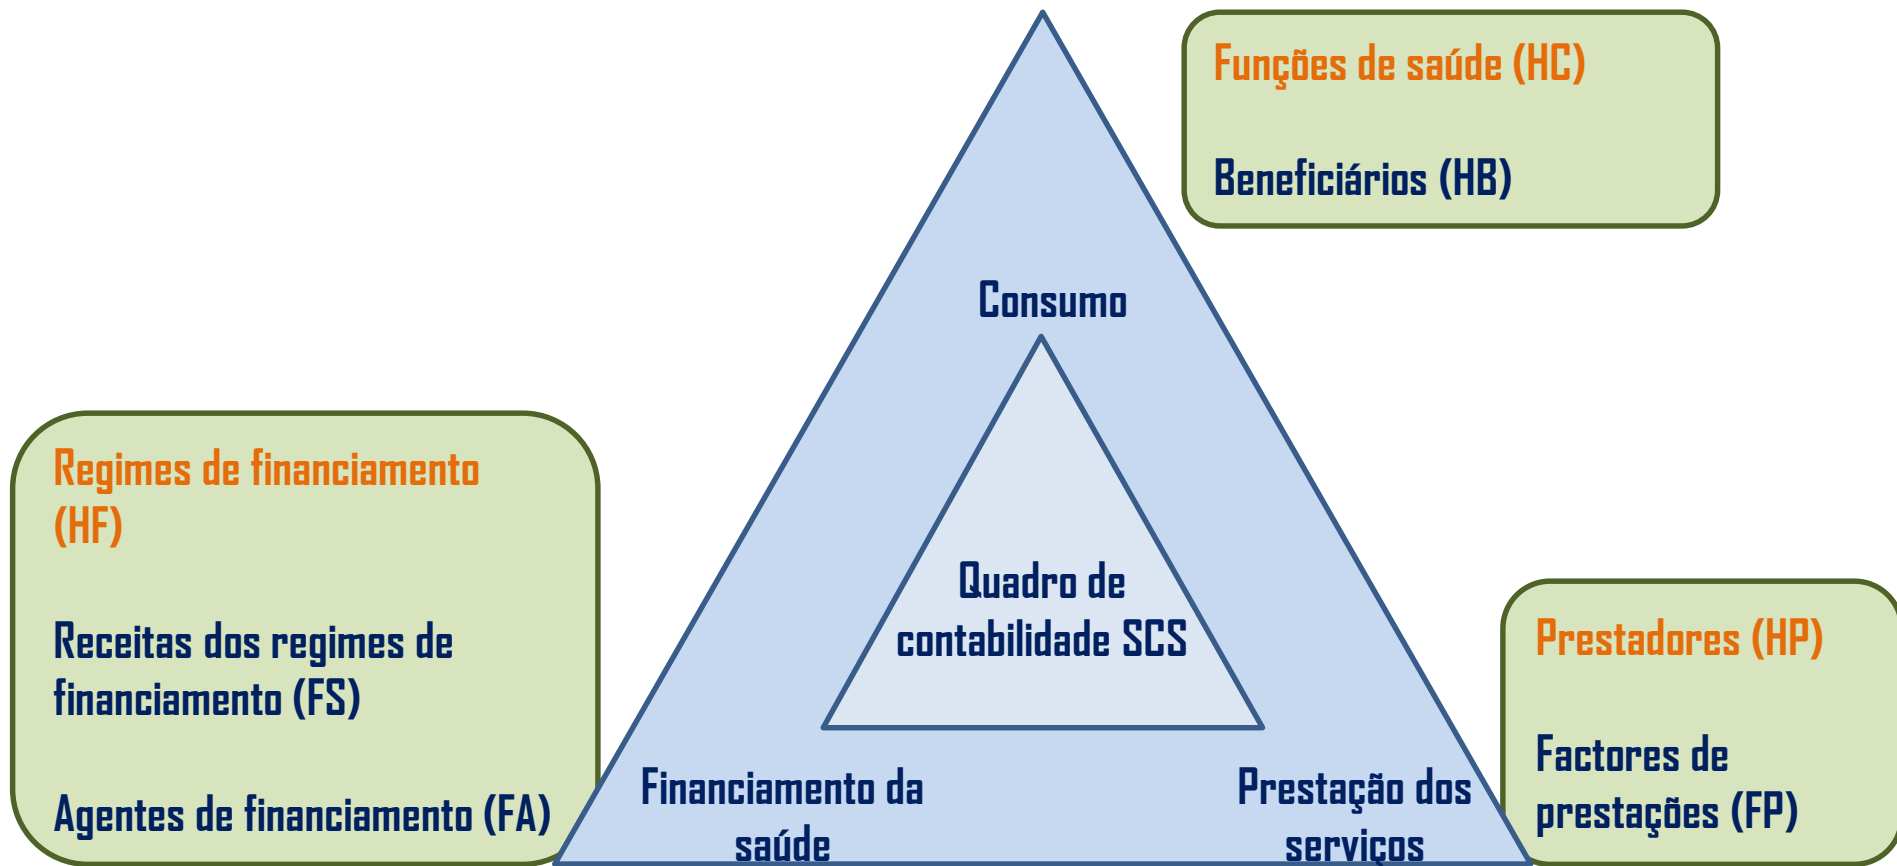 Funções de saúde (HC)
Beneficiários (HB)
Consumo
Regimes de financiamento
(HF)
Receitas dos regimes de
financiamento (FS)
Agentes de financiamento (FA)
Quadro de
contabilidade SCS
Financiamento da
saúde
Prestação dos
serviços
Prestadores (HP)
Factores de
prestações (FP)